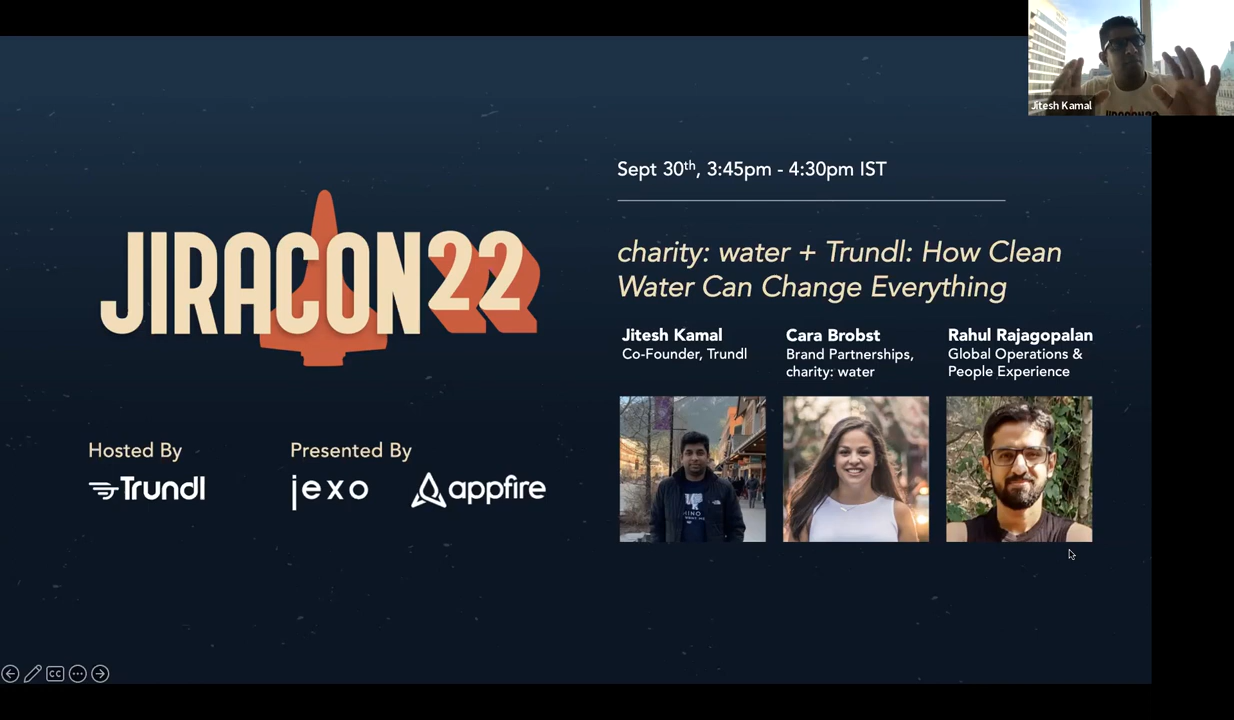 Jitesh Kamal
Sept 30th, 3:45pm - 4:30pm IST
JIRACON22
charity: water + Trundl: How Clean
Water Can Change Everything
Jitesh Kamal
Co-Founder, Trundl
Cara Brobst
Brand Partnerships,
charity: water
Rahul Rajagopalan
Global Operations &
People Experience
Hosted By
Trundl
Presented By
jexo
appfire
CC